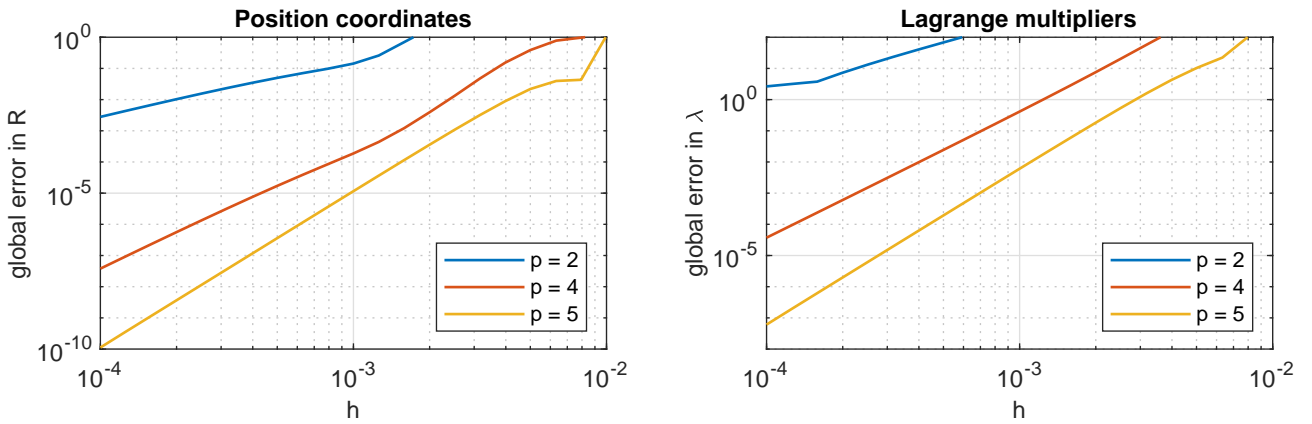 Position coordinates
global error in R
10^0
10^-5
10^-10
10^-4
10^-3
10^-2
h
p = 2
p = 4
p = 5
Lagrange multipliers
global error in λ
10^0
10^-5
10^-4
10^-3
10^-2
h
p = 2
p = 4
p = 5